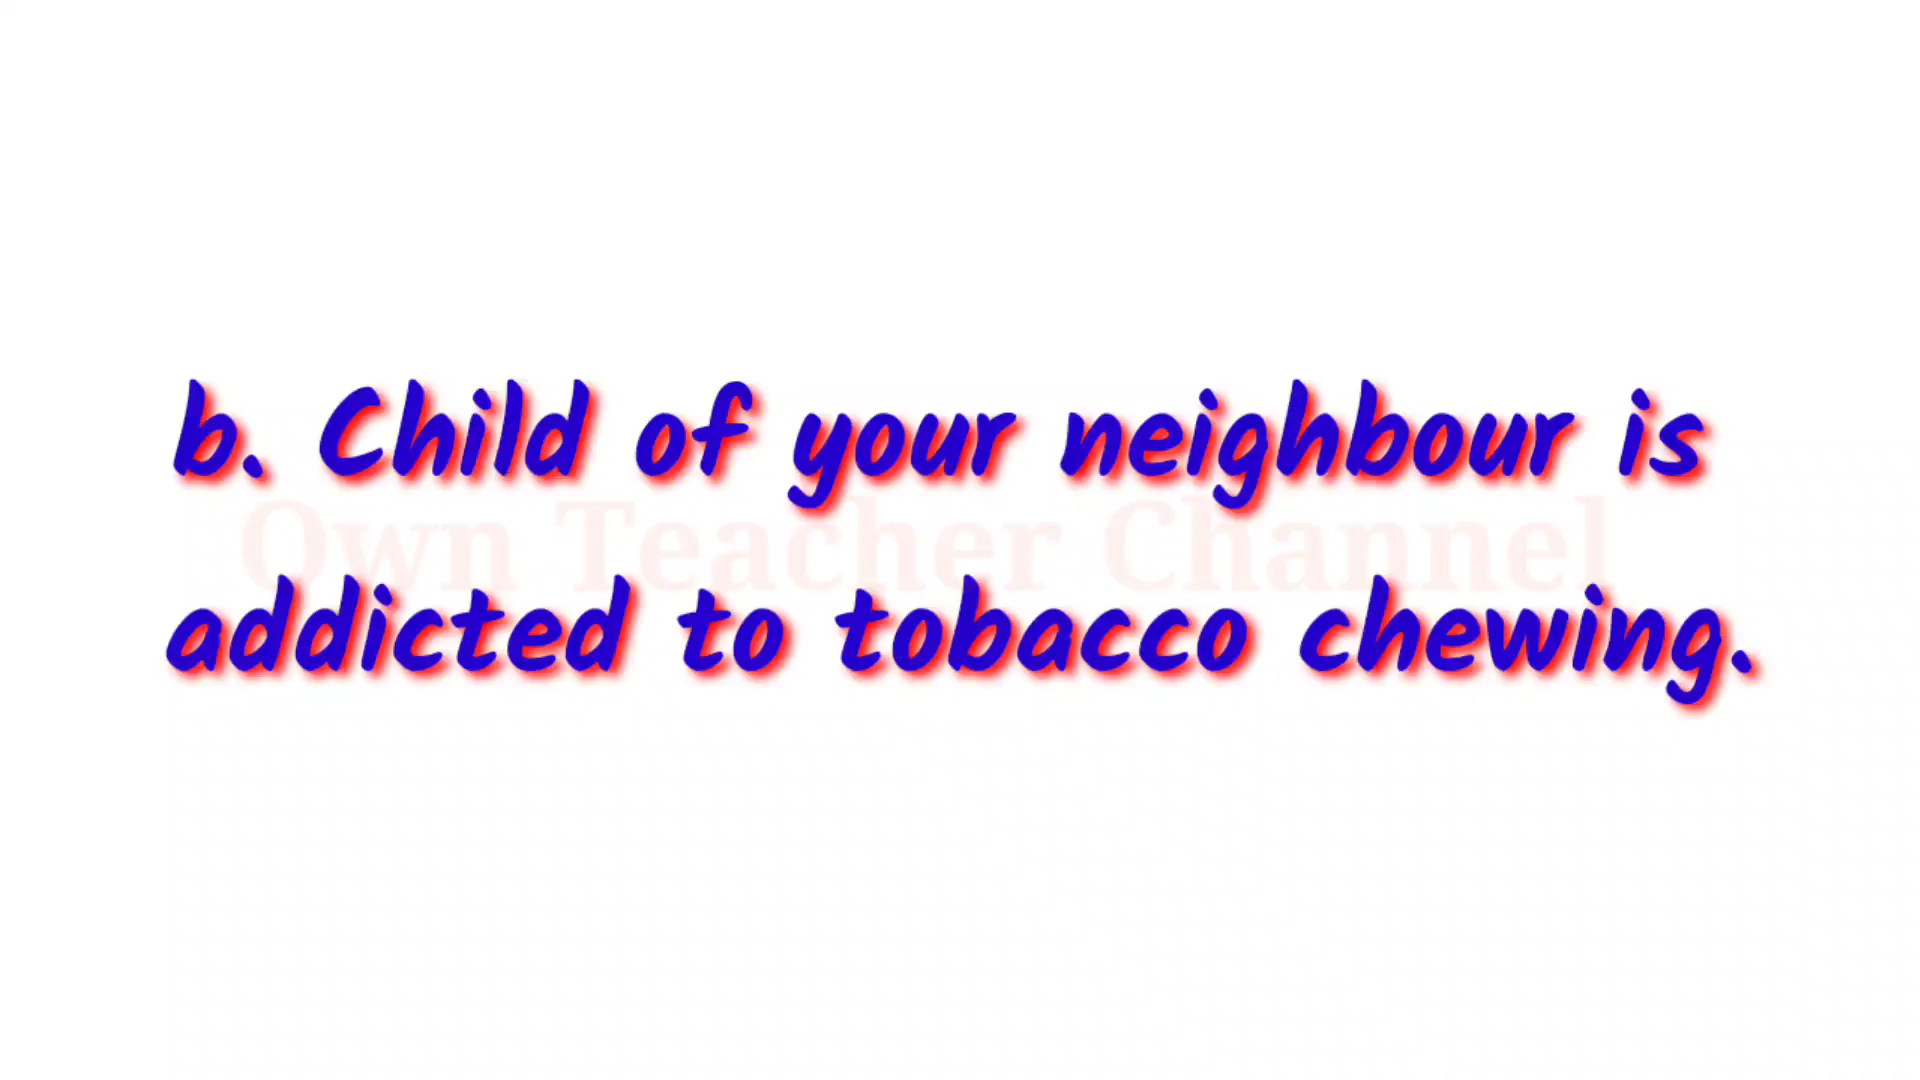 b. Child of your neighbour is
Own Teacher Channel
addicted to tobacco chewing.